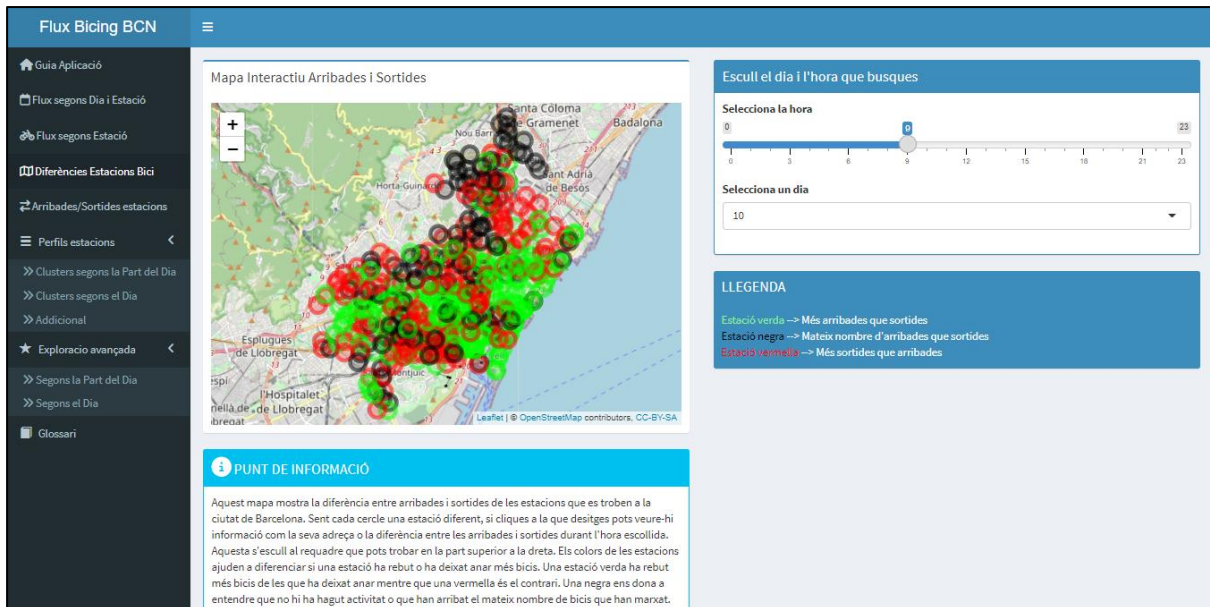 Flux Bicing BCN
Guia Aplicació
Flux segons Dia i Estació
Flux segons Estació
Diferències Estacions Bici
Arribades/Sortides estacions
Perfils estacions
Clusters segons la Part del Dia
Clusters segons el Dia
Addicional
Exploracio avançada
Segons la Part del Dia
Segons el Dia
Glossari
Mapa Interactiu Arribades i Sortides
+
−
Santa Coloma
de Gramenet
Badalona
Nou Barr
Sant Adrià
de Besòs
Horta-Guinardó
Esplugues
de Llobregat
Montjuïc
l'Hospitalet
de Llobregat
Leaflet | © OpenStreetMap contributors, CC-BY-SA
PUNT DE INFORMACIÓ
Aquest mapa mostra la diferència entre arribades i sortides de les estacions que es troben a la
ciutat de Barcelona. Sent cada cercle una estació diferent, si cliques a la que desitges pots veure-hi
informació com la seva adreça o la diferència entre les arribades i sortides durant l'hora escollida.
Aquesta s'escull al requadre que pots trobar en la part superior a la dreta. Els colors de les estacions
ajuden a diferenciar si una estació ha rebut o ha deixat anar més bicis. Una estació verda ha rebut
més bicis de les que ha deixat anar mentre que una vermella és el contrari. Una negra ens dona a
entendre que no hi ha hagut activitat o que han arribat el mateix nombre de bicis que han marxat.
Escull el dia i l'hora que busques
Selecciona la hora
0 9 23
0 3 6 9 12 15 18 21 23
Selecciona un dia
10
LLEGENDA
Estació verda --> Més arribades que sortides
Estació negra --> Mateix nombre d'arribades que sortides
Estació vermella --> Més sortides que arribades